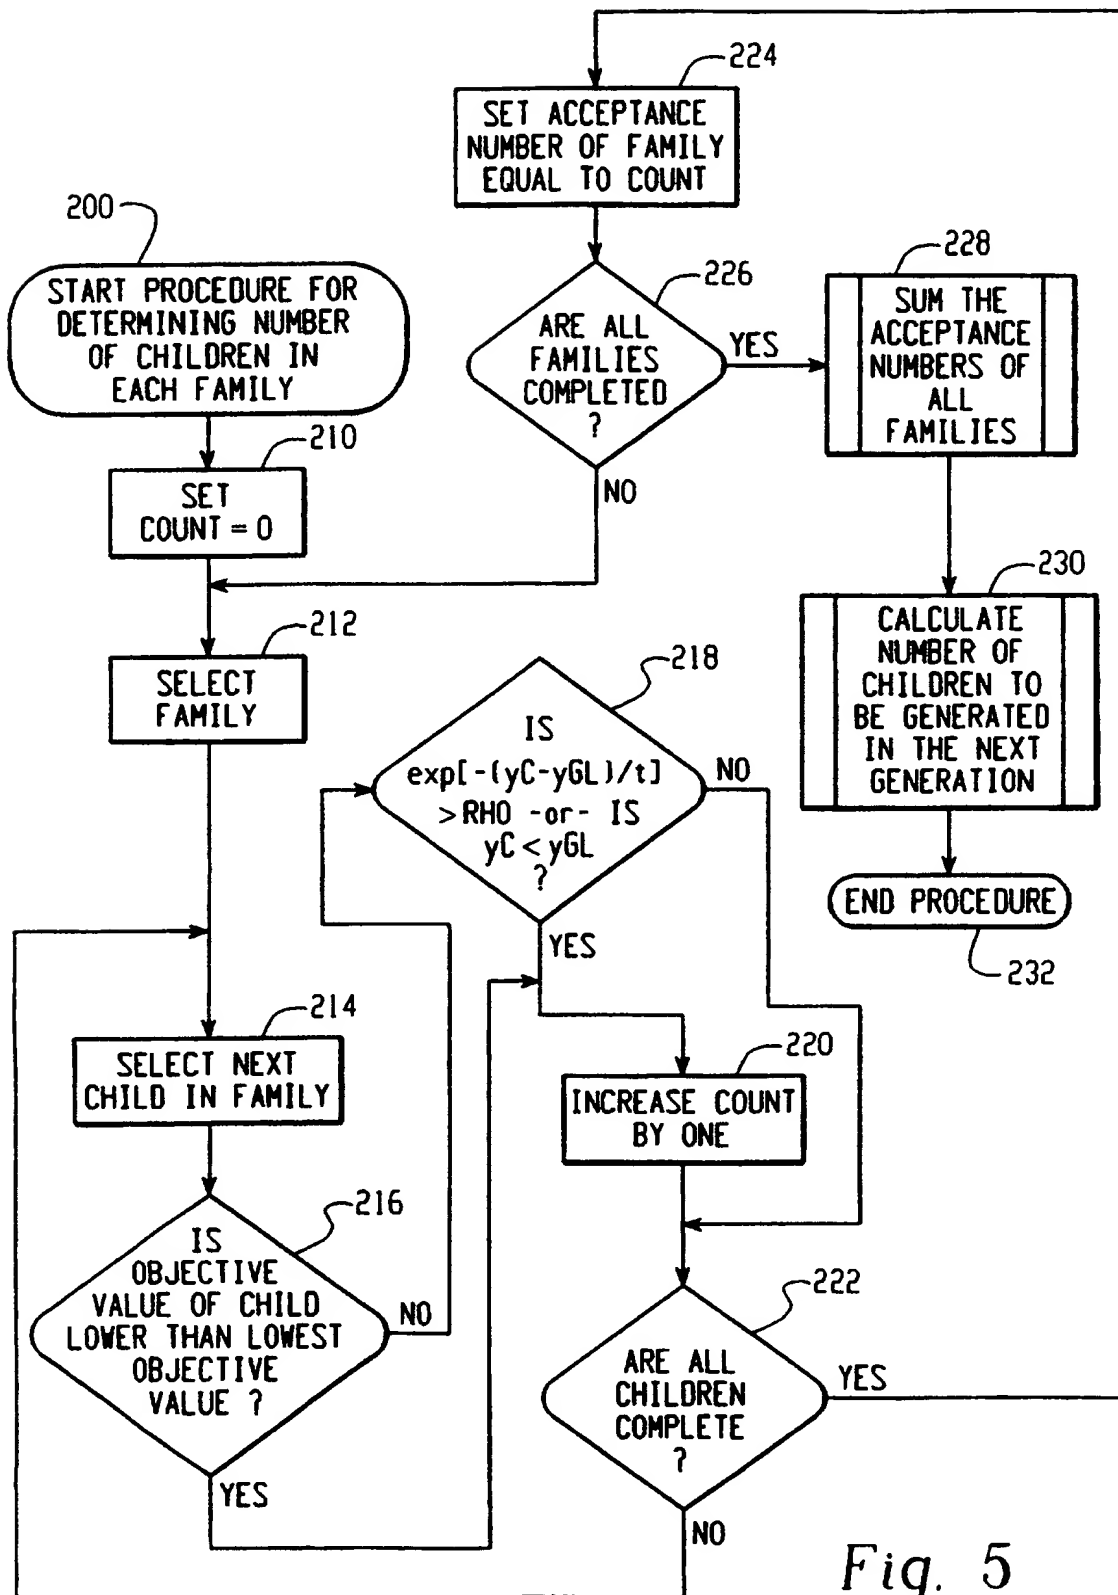 200
START PROCEDURE FOR
DETERMINING NUMBER
OF CHILDREN IN
EACH FAMILY
210
SET
COUNT = 0
212
SELECT
FAMILY
214
SELECT NEXT
CHILD IN FAMILY
216
IS
OBJECTIVE
VALUE OF CHILD
LOWER THAN LOWEST
OBJECTIVE
VALUE ?
NO
YES
218
IS
exp[-(yC-yGL)/t]
>RHO -or- IS
yC<yGL
?
NO
YES
220
INCREASE COUNT
BY ONE
222
ARE ALL
CHILDREN
COMPLETE
?
YES
NO
224
SET ACCEPTANCE
NUMBER OF FAMILY
EQUAL TO COUNT
226
ARE ALL
FAMILIES
COMPLETED
?
YES
NO
228
SUM THE
ACCEPTANCE
NUMBERS OF
ALL
FAMILIES
230
CALCULATE
NUMBER OF
CHILDREN TO
BE GENERATED
IN THE NEXT
GENERATION
END PROCEDURE
232
Fig. 5